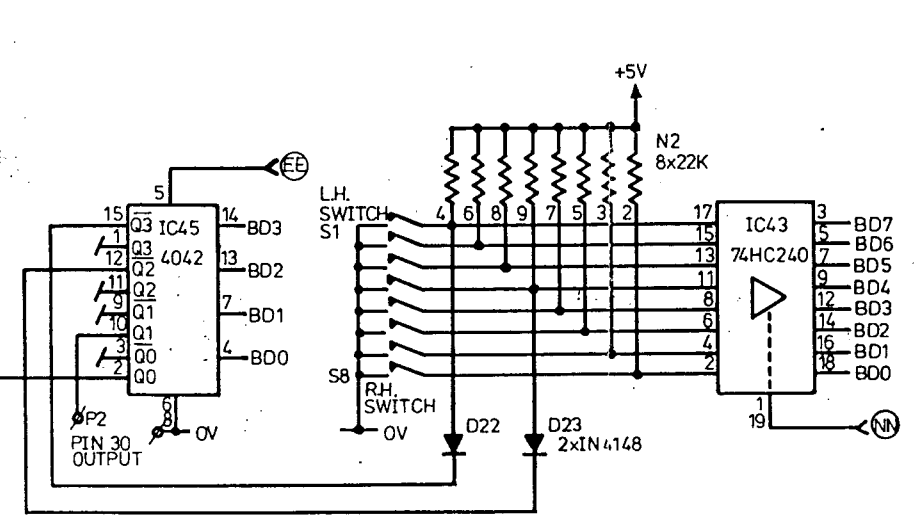 +5V
N2
8x22K
EE
5
L.H.
SWITCH
S1
4 6 8 9 7 5 3 2
15 Q3 IC45 14 BD3
1 Q3
4042
12 Q2 13 BD2
11 Q2
9 Q1 7 BD1
10 Q1
3 Q0 4 BD0
2 Q0
6
8
0V
P2
PIN 30
OUTPUT
S8
R.H.
SWITCH
0V
D22
D23
2xIN4148
IC43
74HC240
17 3 BD7
15 5 BD6
13 7 BD5
11 9 BD4
8 12 BD3
6 14 BD2
4 16 BD1
2 18 BD0
1
19
NN